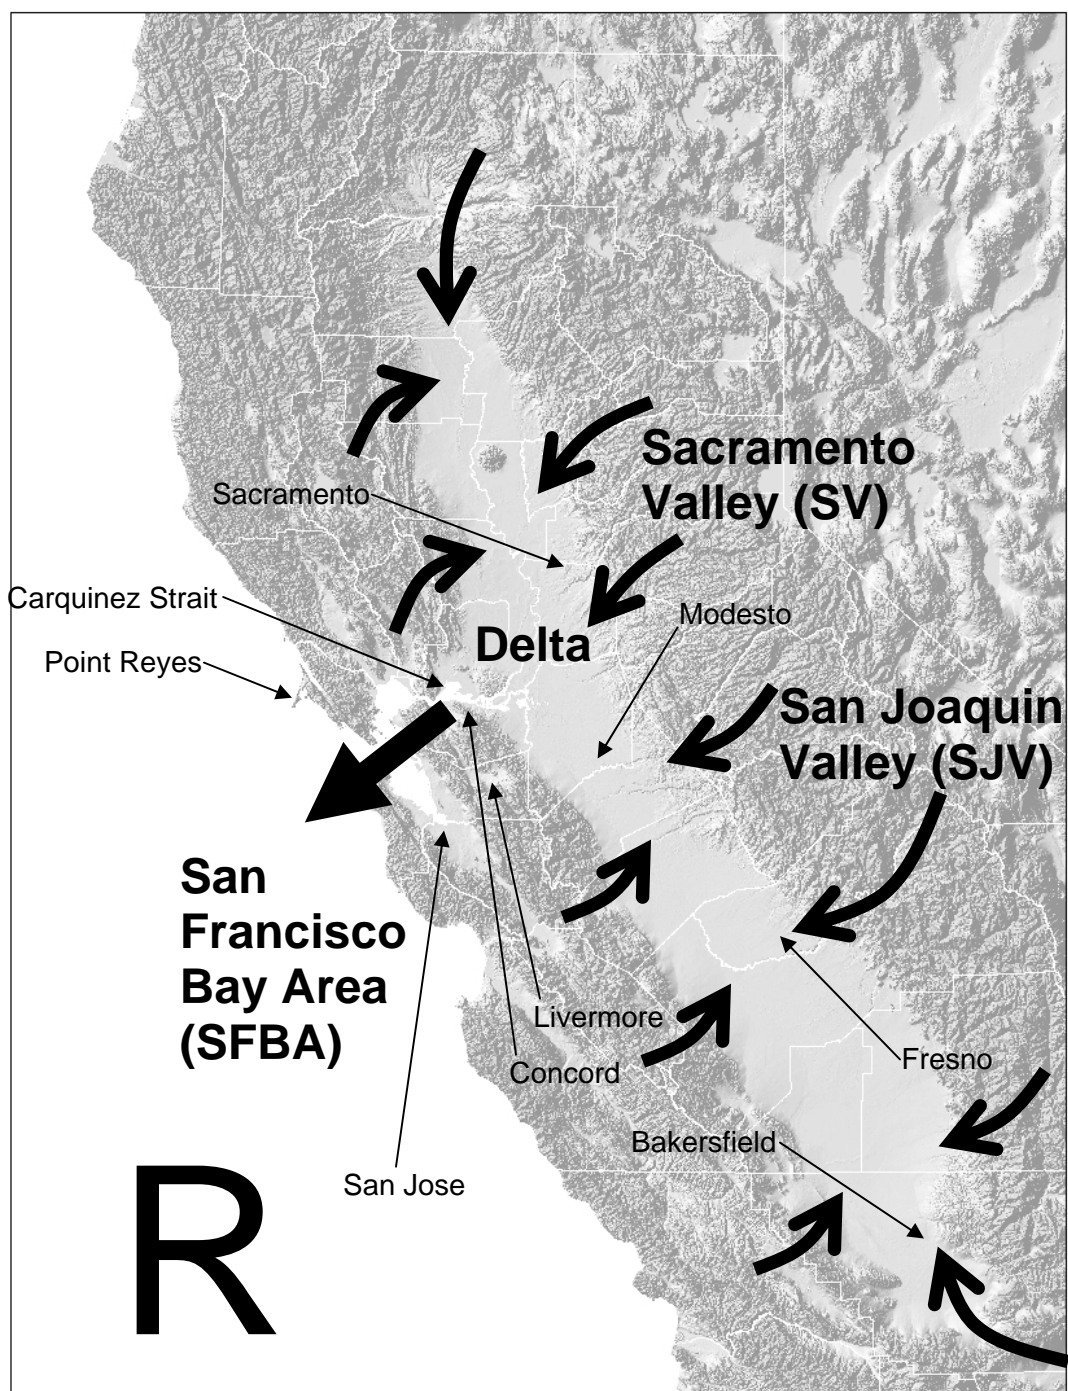 Sacramento
Valley (SV)
Sacramento
Carquinez Strait
Modesto
Delta
Point Reyes
San Joaquin
Valley (SJV)
San
Francisco
Bay Area
(SFBA)
Livermore
Concord
Fresno
Bakersfield
San Jose
R